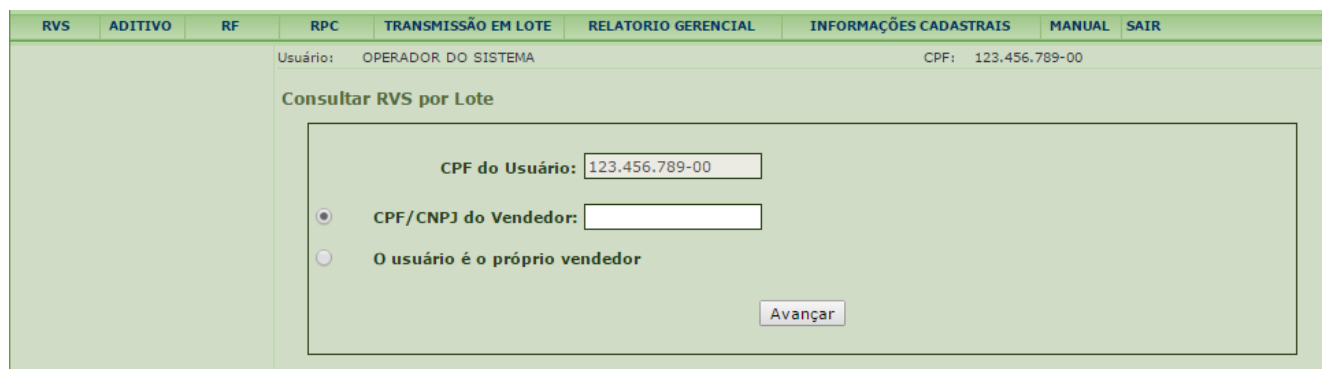 RVS ADITIVO RF RPC TRANSMISSÃO EM LOTE RELATORIO GERENCIAL INFORMAÇÕES CADASTRAIS MANUAL SAIR
Usuário: OPERADOR DO SISTEMA CPF: 123.456.789-00
Consultar RVS por Lote
CPF do Usuário: 123.456.789-00
CPF/CNPJ do Vendedor:
O usuário é o próprio vendedor
Avançar